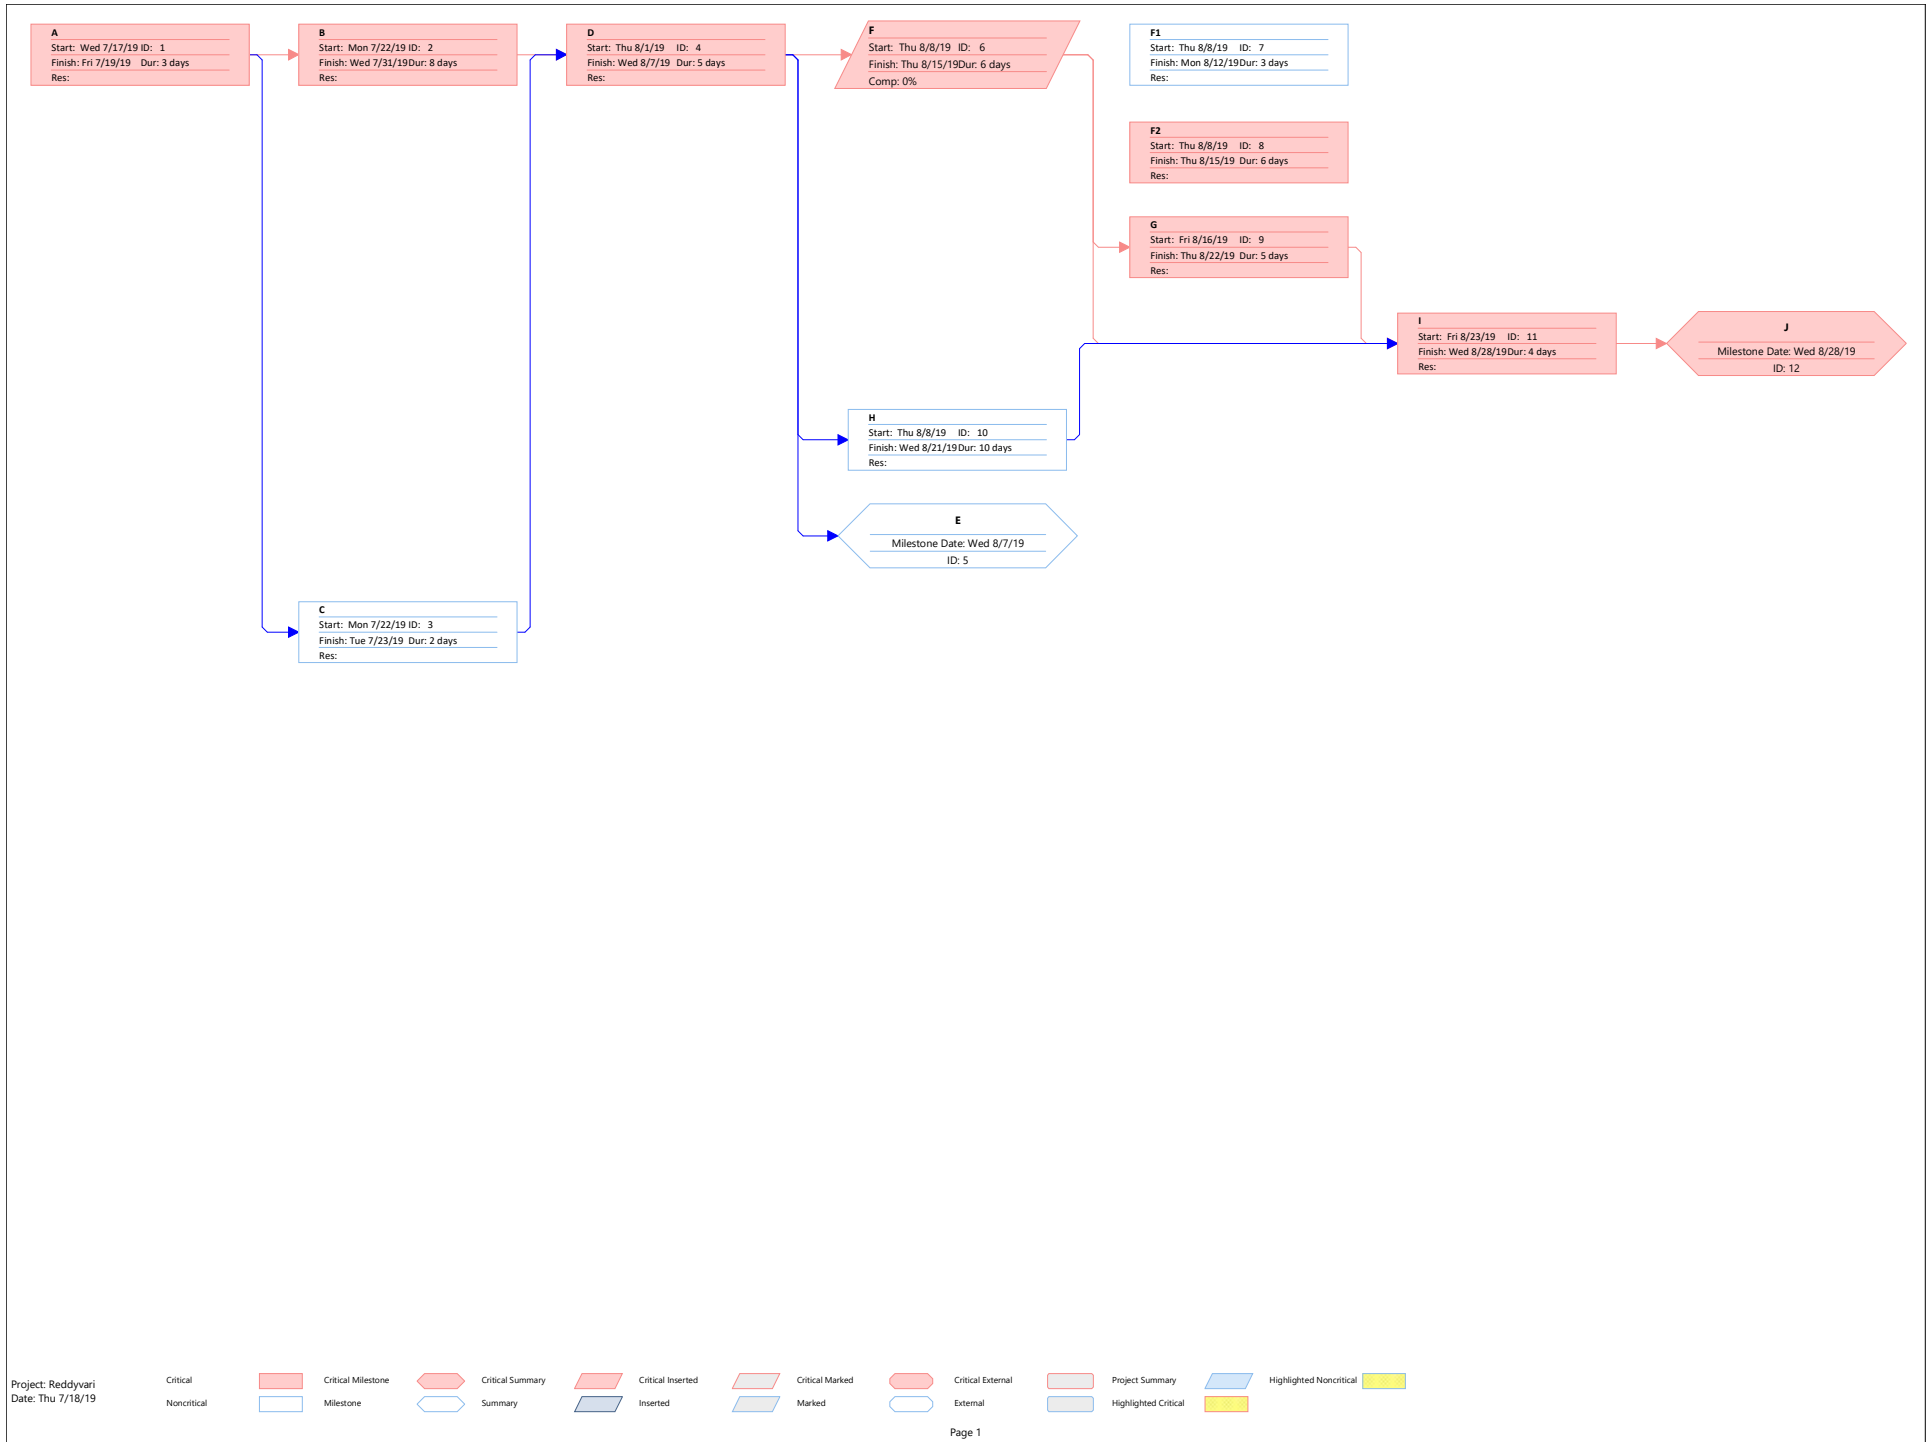 A
Start: Wed 7/17/19 ID: 1
Finish: Fri 7/19/19 Dur: 3 days
Res:
B
Start: Mon 7/22/19 ID: 2
Finish: Wed 7/31/19 Dur: 8 days
Res:
D
Start: Thu 8/1/19 ID: 4
Finish: Wed 8/7/19 Dur: 5 days
Res:
F
Start: Thu 8/8/19 ID: 6
Finish: Thu 8/15/19 Dur: 6 days
Comp: 0%
F1
Start: Thu 8/8/19 ID: 7
Finish: Mon 8/12/19 Dur: 3 days
Res:
F2
Start: Thu 8/8/19 ID: 8
Finish: Thu 8/15/19 Dur: 6 days
Res:
G
Start: Fri 8/16/19 ID: 9
Finish: Thu 8/22/19 Dur: 5 days
Res:
I
Start: Fri 8/23/19 ID: 11
Finish: Wed 8/28/19 Dur: 4 days
Res:
J
Milestone Date: Wed 8/28/19
ID: 12
H
Start: Thu 8/8/19 ID: 10
Finish: Wed 8/21/19 Dur: 10 days
Res:
E
Milestone Date: Wed 8/7/19
ID: 5
C
Start: Mon 7/22/19 ID: 3
Finish: Tue 7/23/19 Dur: 2 days
Res:
Project: Reddyvari
Date: Thu 7/18/19
Critical Critical Milestone Critical Summary Critical Inserted Critical Marked Critical External Project Summary Highlighted Noncritical
Noncritical Milestone Summary Inserted Marked External Highlighted Critical
Page 1